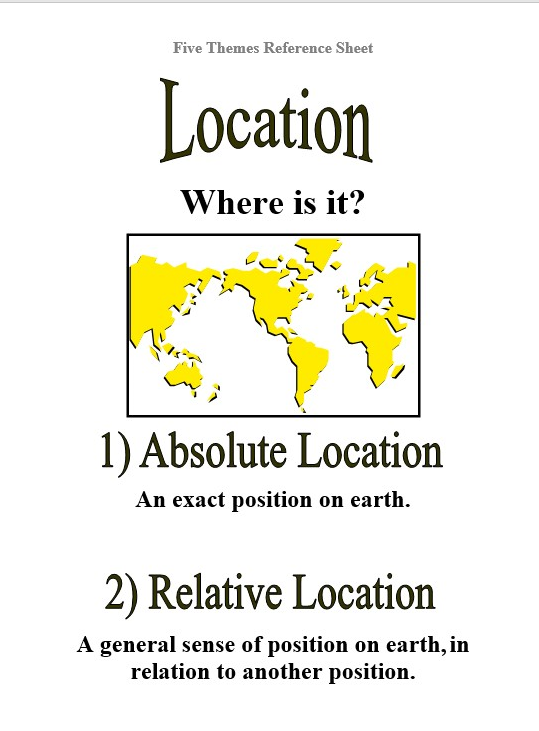 Five Themes Reference Sheet
Location
Where is it?
1) Absolute Location
An exact position on earth.
2) Relative Location
A general sense of position on earth, in
relation to another position.